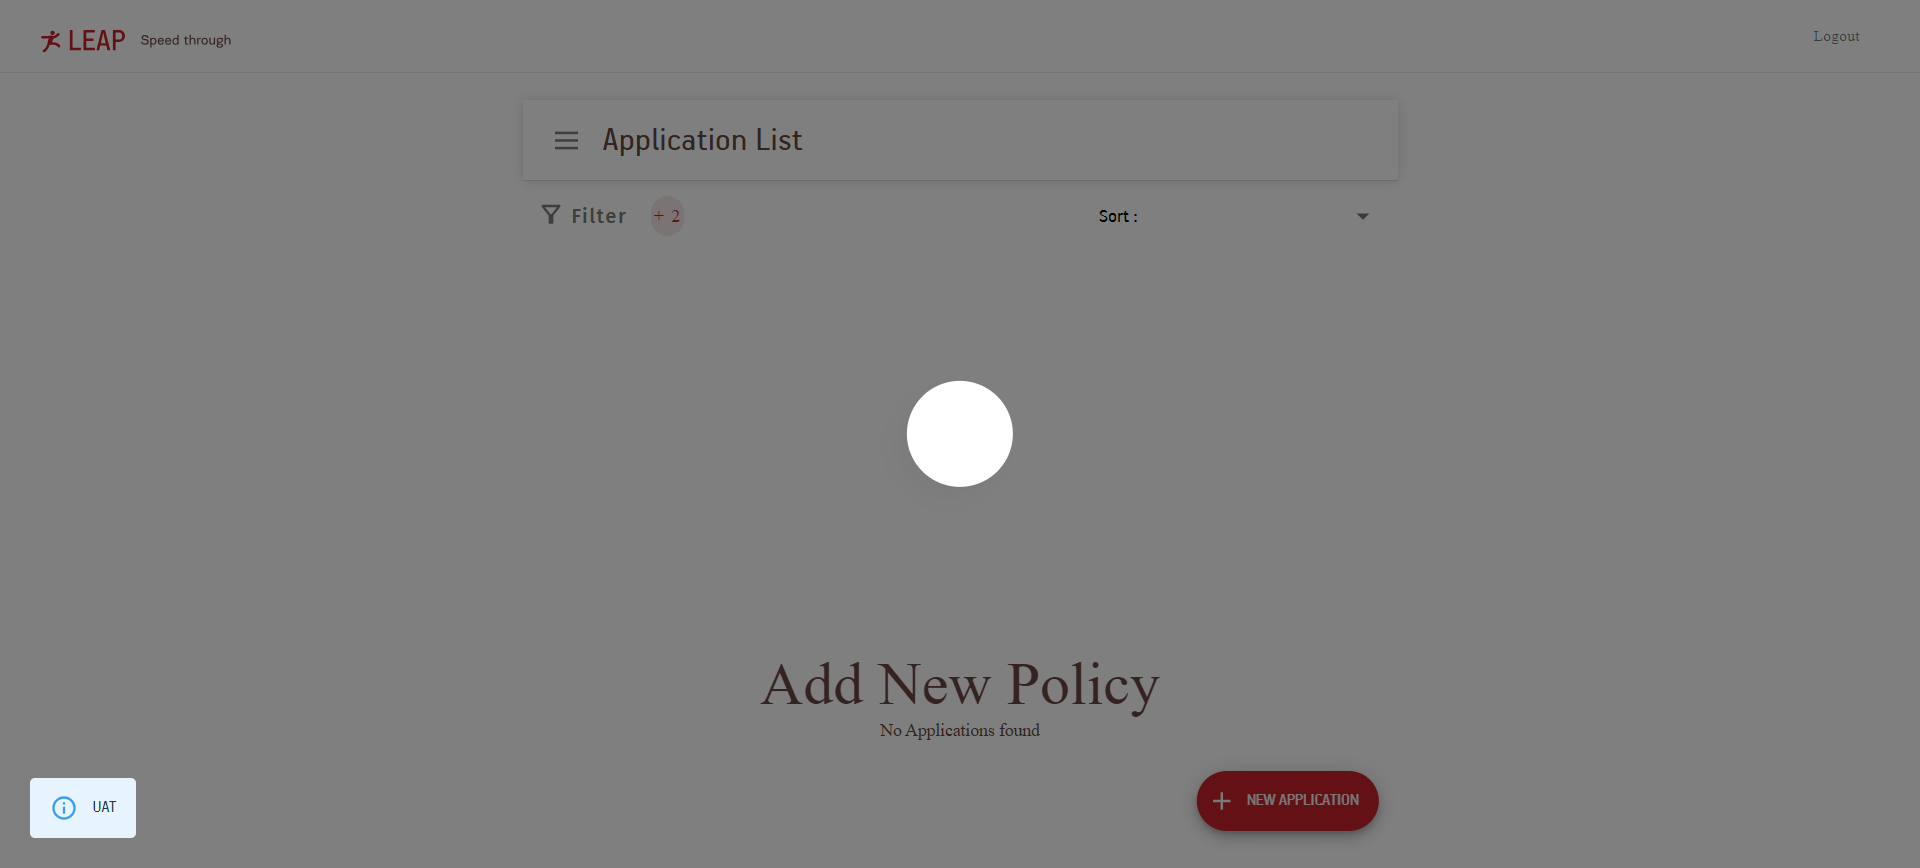 LEAP Speed through
Logout
Application List
Filter + 2
Sort :
Add New Policy
No Applications found
NEW APPLICATION
UAT